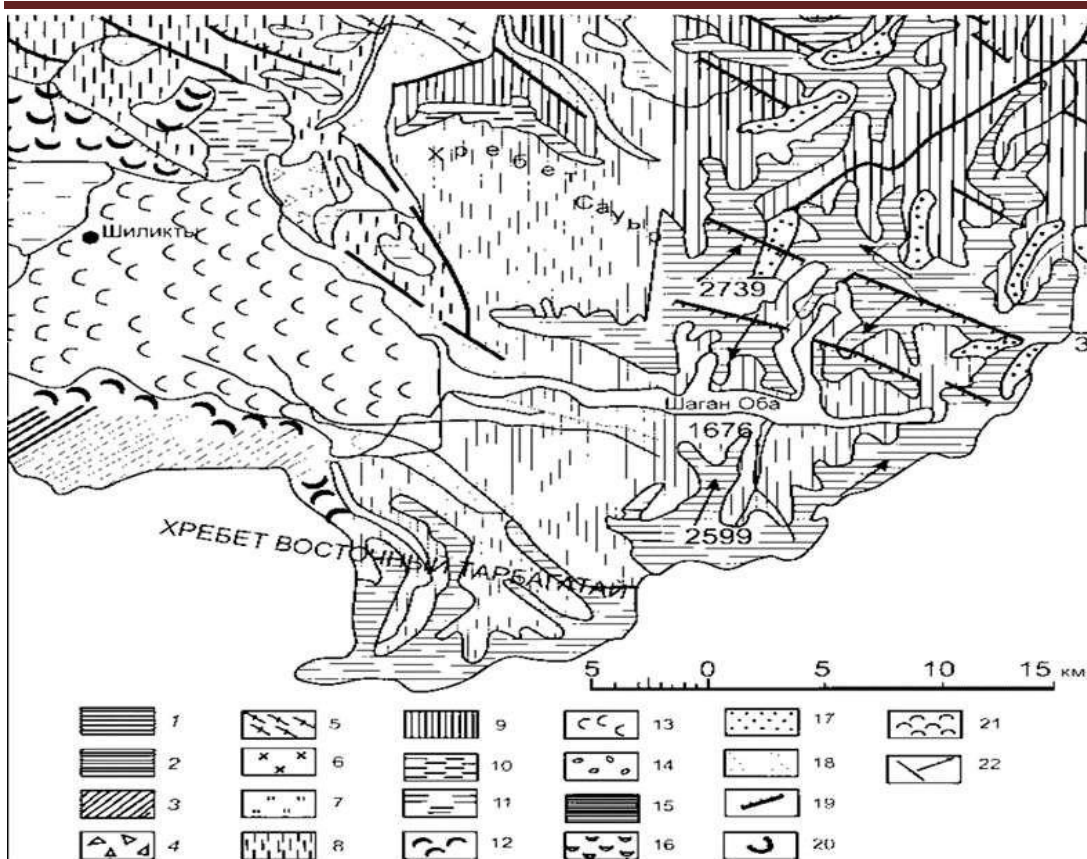 Хребет
Сауыр
Шиликты
2739
3
Шаган Оба
1676
2599
ХРЕБЕТ ВОСТОЧНЫЙ ТАРБАГАТАЙ
5 0 5 10 15 км
1 5 9 13 17 21
2 6 10 14 18 22
3 7 11 15 19
4 8 12 16 20